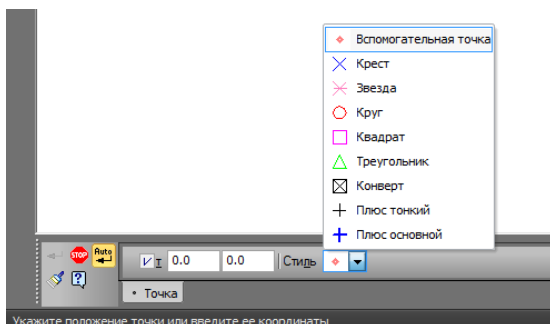 Вспомогательная точка
Крест
Звезда
Круг
Квадрат
Треугольник
Конверт
Плюс тонкий
Плюс основной
STOP Auto
т 0.0 0.0 Стиль
Точка
Укажите положение точки или введите ее координаты